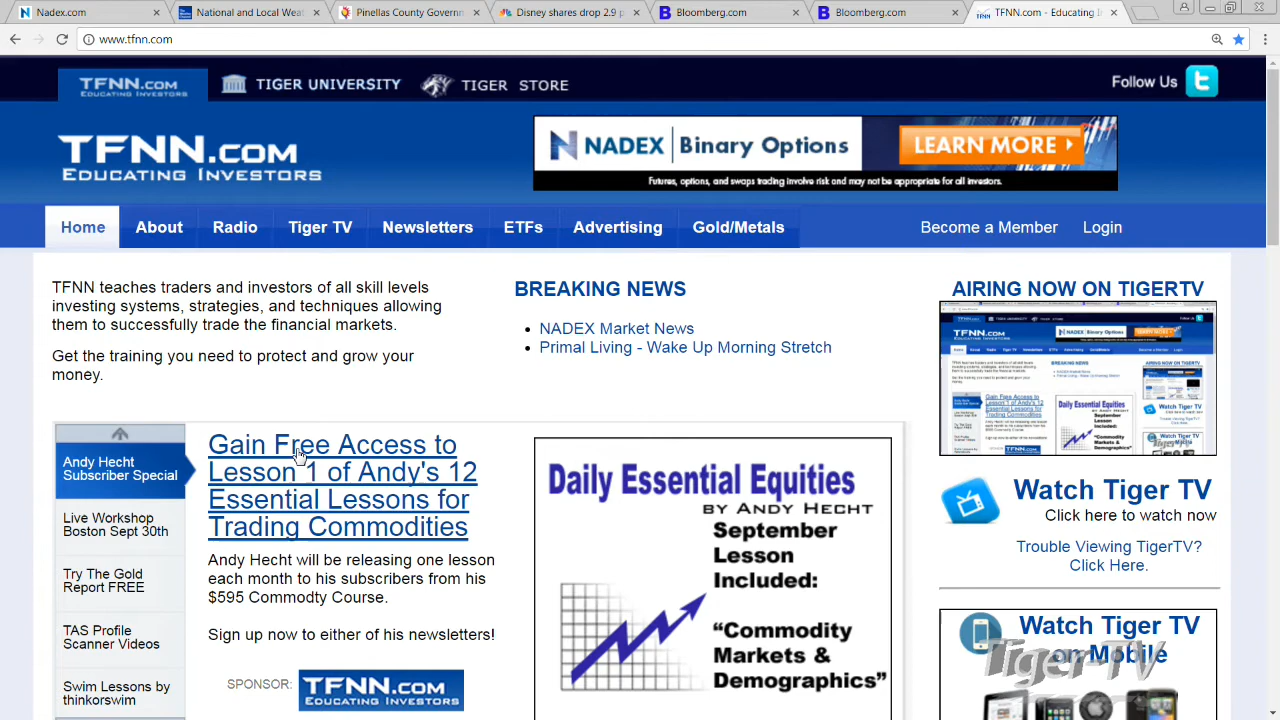 Nadex.com
National and Local Weat
Pinellas County Governm
Disney shares drop 2.9 p
Bloomberg.com
Bloomberg.com
TFNN.com - Educating In
www.tfnn.com
TFNN.COM
EDUCATING INVESTORS
TIGER UNIVERSITY
TIGER STORE
Follow Us
TFNN.COM
EDUCATING INVESTORS
NADEX Binary Options
LEARN MORE
Futures, options, and swaps trading involve risk and may not be appropriate for all investors.
Home
About
Radio
Tiger TV
Newsletters
ETFs
Advertising
Gold/Metals
Become a Member
Login
TFNN teaches traders and investors of all skill levels
investing systems, strategies, and techniques allowing
them to successfully trade the financial markets.
Get the training you need to protect and grow your
money.
BREAKING NEWS
NADEX Market News
Primal Living - Wake Up Morning Stretch
AIRING NOW ON TIGERTV
Andy Hecht
Subscriber Special
Live Workshop
Boston Sept 30th
Try The Gold
Report FREE
TAS Profile
Scanner Videos
Swim Lessons by
thinkorswim
Gain Free Access to
Lesson 1 of Andy's 12
Essential Lessons for
Trading Commodities
Andy Hecht will be releasing one lesson
each month to his subscribers from his
$595 Commodty Course.
Sign up now to either of his newsletters!
SPONSOR:
TFNN.COM
EDUCATING INVESTORS
Daily Essential Equities
BY ANDY HECHT
September
Lesson
Included:
"Commodity
Markets &
Demographics"
Watch Tiger TV
Click here to watch now
Trouble Viewing TigerTV?
Click Here.
Watch Tiger TV
on Mobile
Tiger-TV